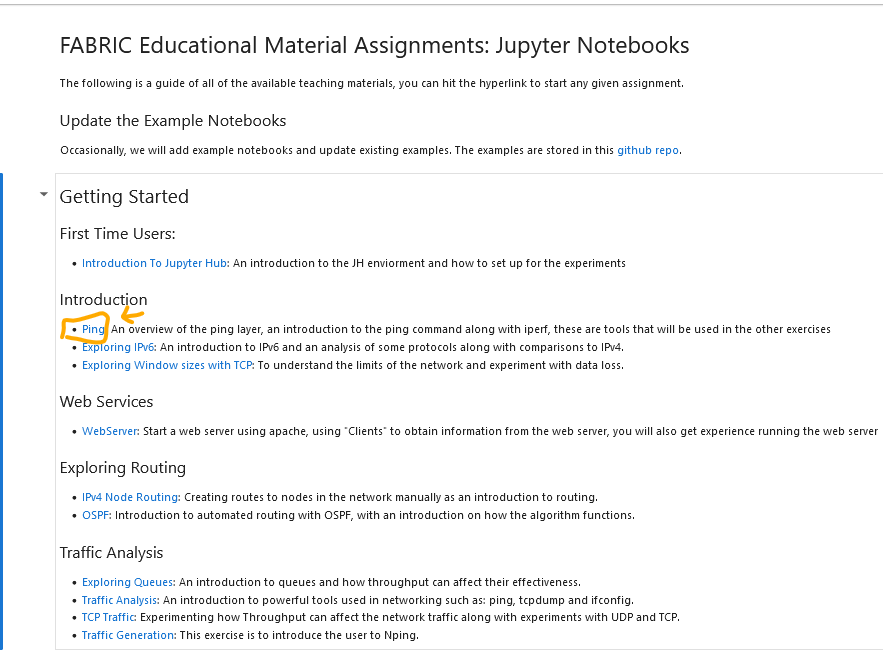 FABRIC Educational Material Assignments: Jupyter Notebooks
The following is a guide of all of the available teaching materials, you can hit the hyperlink to start any given assignment.
Update the Example Notebooks
Occasionally, we will add example notebooks and update existing examples. The examples are stored in this github repo.
Getting Started
First Time Users:
• Introduction To Jupyter Hub: An introduction to the JH enviorment and how to set up for the experiments
Introduction
• Ping An overview of the ping layer, an introduction to the ping command along with iperf, these are tools that will be used in the other exercises
• Exploring IPv6: An introduction to IPv6 and an analysis of some protocols along with comparisons to IPv4.
• Exploring Window sizes with TCP: To understand the limits of the network and experiment with data loss.
Web Services
• WebServer: Start a web server using apache, using "Clients" to obtain information from the web server, you will also get experience running the web server
Exploring Routing
• IPv4 Node Routing: Creating routes to nodes in the network manually as an introduction to routing.
• OSPF: Introduction to automated routing with OSPF, with an introduction on how the algorithm functions.
Traffic Analysis
• Exploring Queues: An introduction to queues and how throughput can affect their effectiveness.
• Traffic Analysis: An introduction to powerful tools used in networking such as: ping, tcpdump and ifconfig.
• TCP Traffic: Experimenting how Throughput can affect the network traffic along with experiments with UDP and TCP.
• Traffic Generation: This exercise is to introduce the user to Nping.